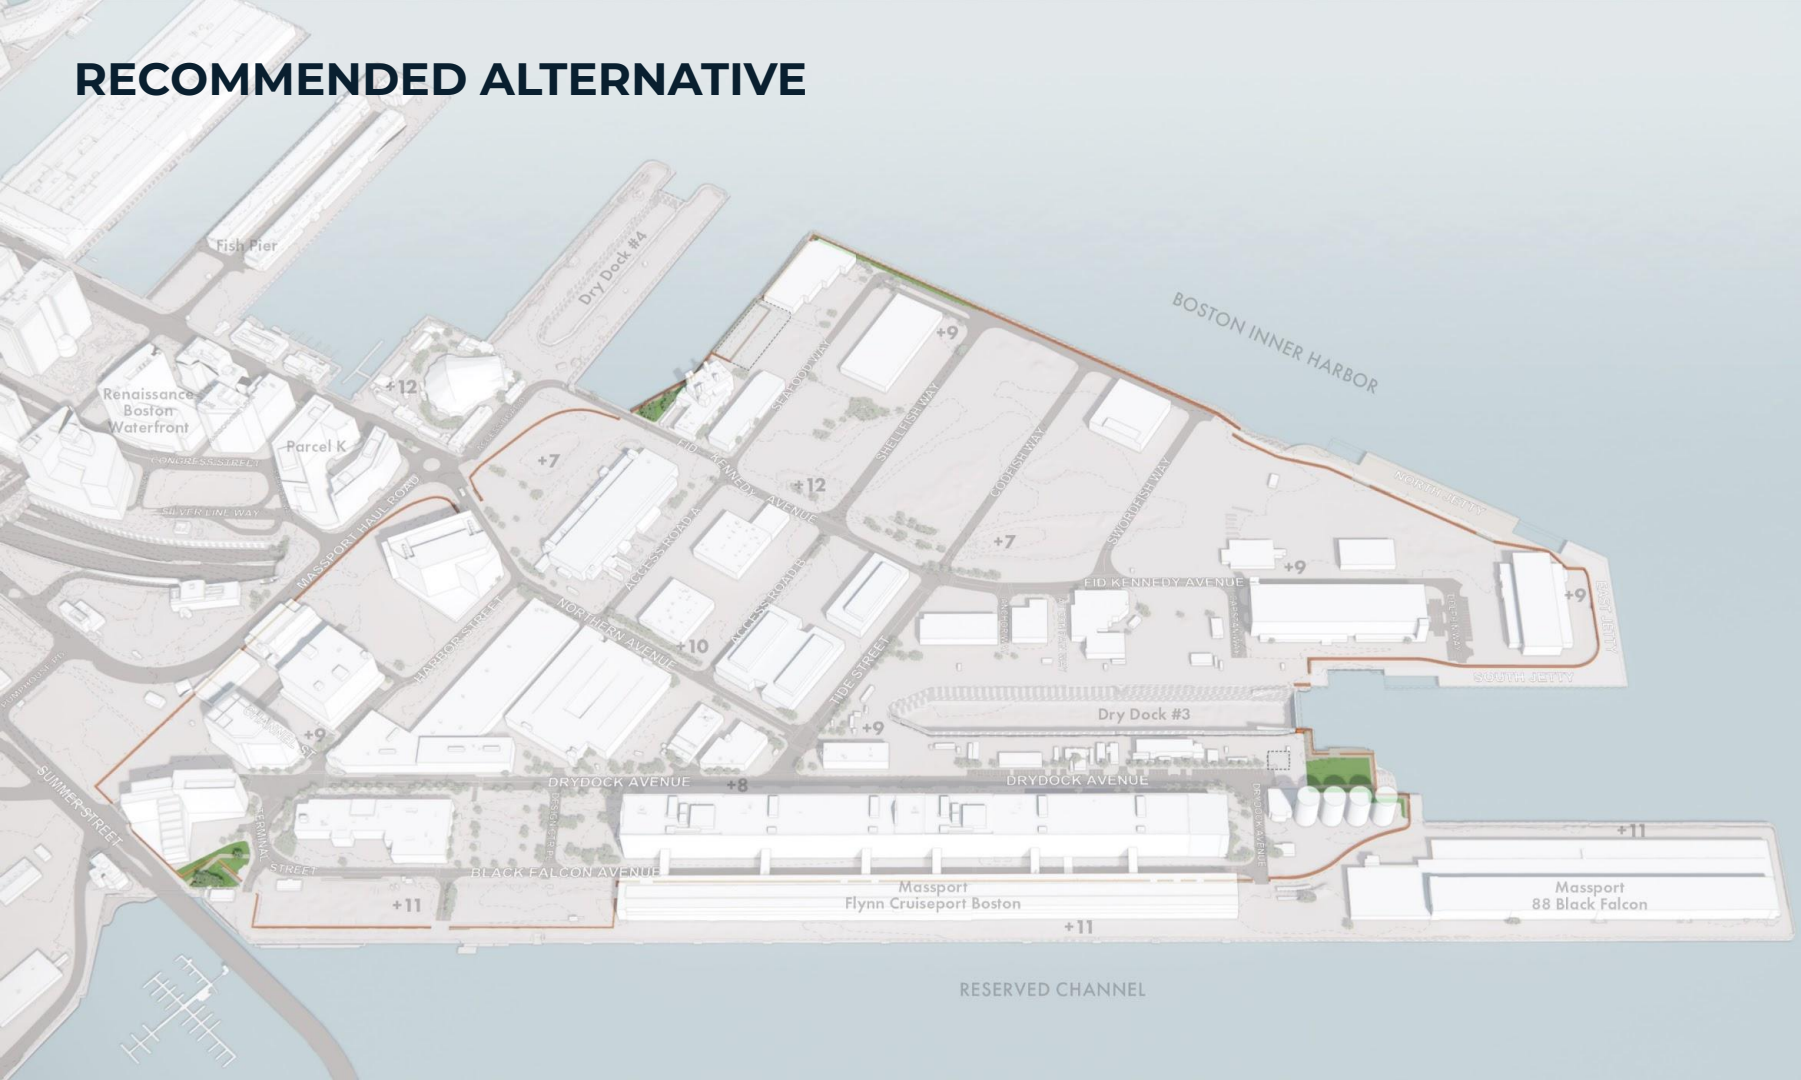 RECOMMENDED ALTERNATIVE
Fish Pier
Dry Dock #4
BOSTON INNER HARBOR
+9
+12
Renaissance
Boston
Waterfront
Parcel K
CONGRESS STREET
SILVER LINE WAY
MASSPORT HAUL ROAD
+7
SEAFOOD WAY
SHELLFISH WAY
CODFISH WAY
SWORDFISH WAY
EID KENNEDY AVENUE
+12
+7
NORTH JETTY
ACCESS ROAD A
ACCESS ROAD B
+9
FID KENNEDY AVENUE
+9
EAST JETTY
HARBOR STREET
NORTHERN AVENUE
+10
TIDE STREET
SOUTH JETTY
Dry Dock #3
+9
+9
SUMMER STREET
DRYDOCK AVENUE
+8
DRYDOCK AVENUE
DRYDOCK AVENUE
TERMINAL
STREET
BLACK FALCON AVENUE
+11
+11
Massport
Flynn Cruiseport Boston
+11
Massport
88 Black Falcon
RESERVED CHANNEL